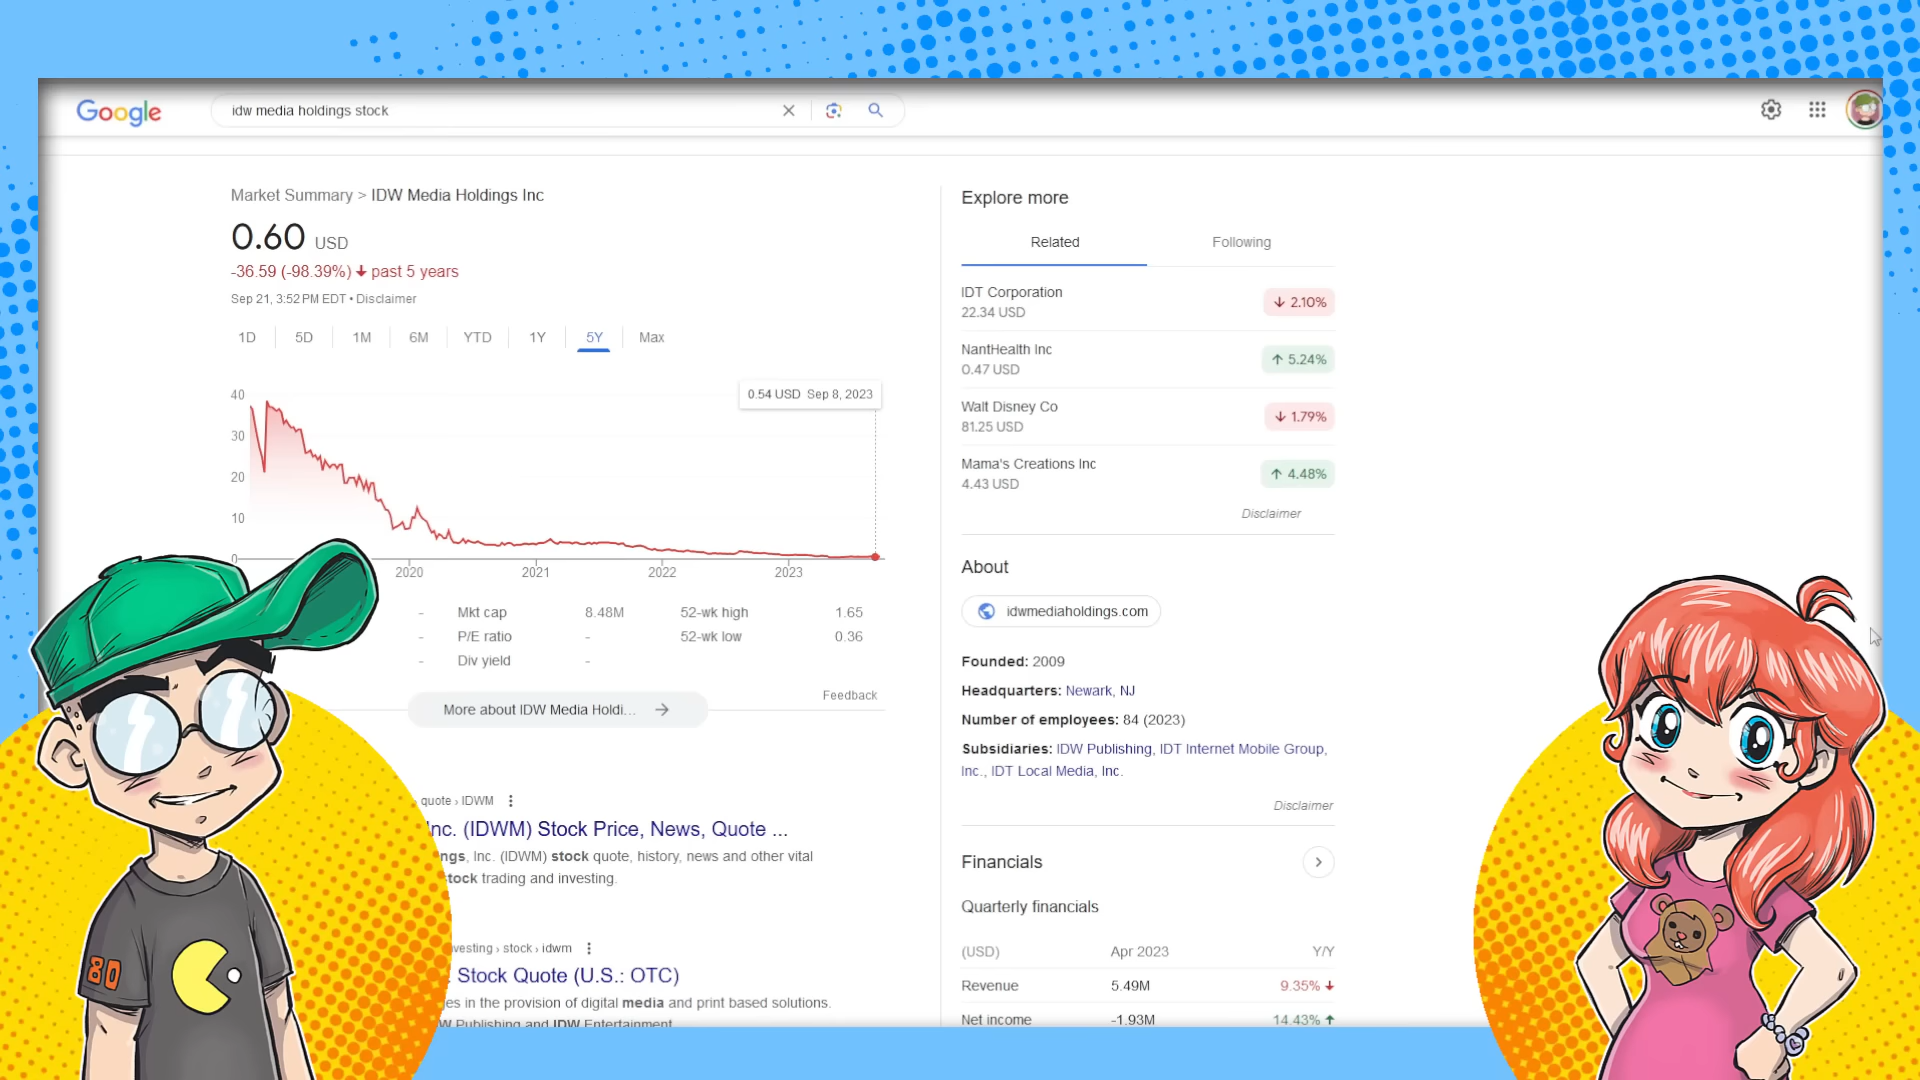 Google
idw media holdings stock
Market Summary > IDW Media Holdings Inc
0.60 USD
-36.59 (-98.39%) ↓ past 5 years
Sep 21, 3:52 PM EDT • Disclaimer
1D 5D 1M 6M YTD 1Y 5Y Max
0.54 USD Sep 8, 2023
40
30
20
10
0
2020 2021 2022 2023
- Mkt cap 8.48M 52-wk high 1.65
- P/E ratio - 52-wk low 0.36
- Div yield -
Feedback
More about IDW Media Holdi... →
quote › IDWM
Inc. (IDWM) Stock Price, News, Quote ...
ngs, Inc. (IDWM) stock quote, history, news and other vital
tock trading and investing.
vesting › stock › idwm
Stock Quote (U.S.: OTC)
es in the provision of digital media and print based solutions.
W Publishing and IDW Entertainment
Explore more
Related Following
IDT Corporation
22.34 USD
↓ 2.10%
NantHealth Inc
0.47 USD
↑ 5.24%
Walt Disney Co
81.25 USD
↓ 1.79%
Mama's Creations Inc
4.43 USD
↑ 4.48%
Disclaimer
About
idwmediaholdings.com
Founded: 2009
Headquarters: Newark, NJ
Number of employees: 84 (2023)
Subsidiaries: IDW Publishing, IDT Internet Mobile Group,
Inc., IDT Local Media, Inc.
Disclaimer
Financials
Quarterly financials
(USD) Apr 2023 Y/Y
Revenue 5.49M 9.35% ↓
Net income -1.93M 14.43% ↑
80